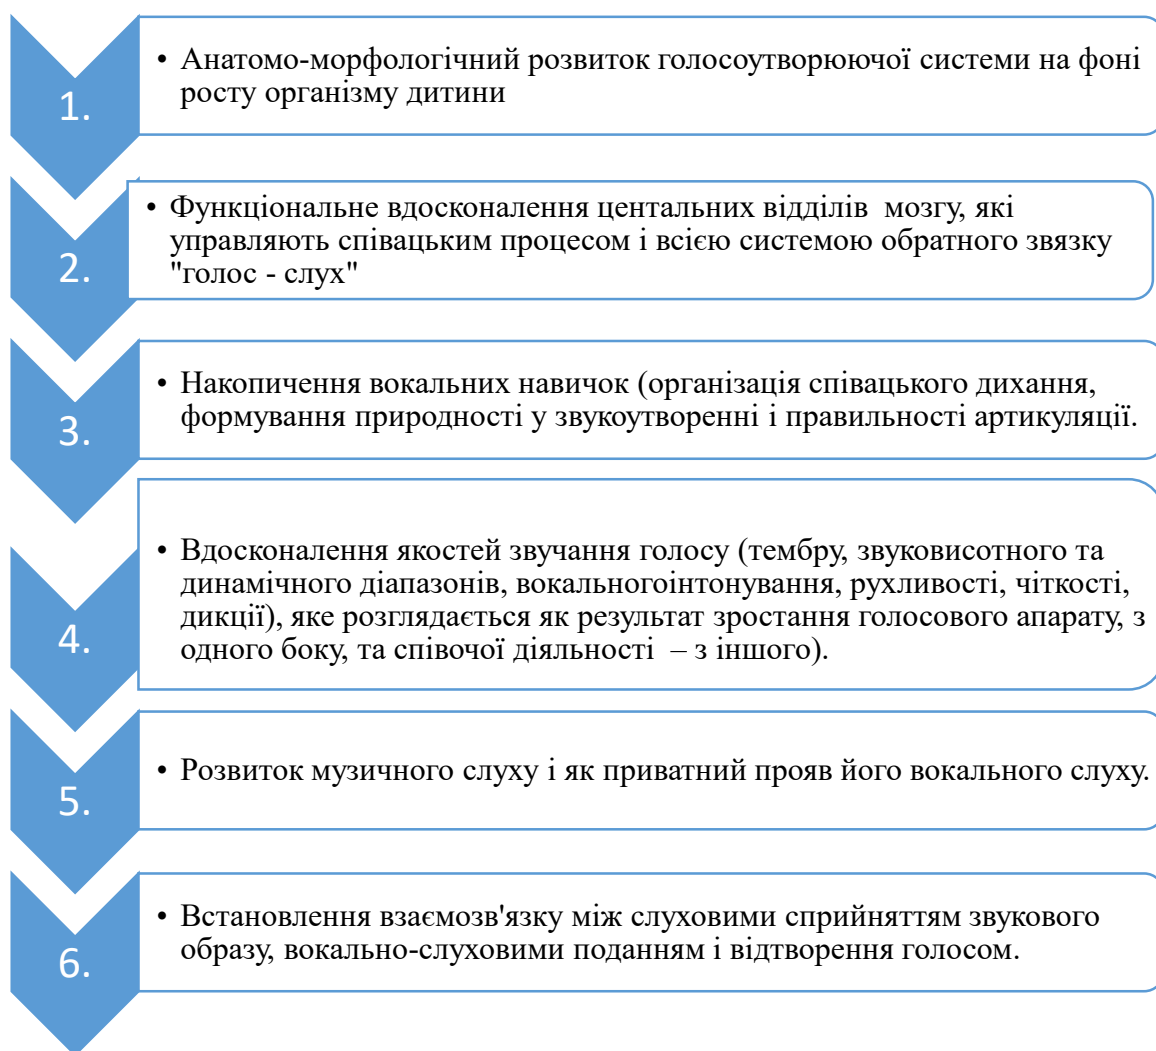 1.
• Анатомо-морфологічний розвиток голосоутворюючої системи на фоні
росту організму дитини
2.
• Функціональне вдосконалення центальних відділів мозгу, які
управляють співацьким процесом і всією системою обратного звязку
"голос - слух"
3.
• Накопичення вокальних навичок (організація співацького дихання,
формування природності у звукоутворенні і правильності артикуляції.
4.
• Вдосконалення якостей звучання голосу (тембру, звуковисотного та
динамічного діапазонів, вокальногоінтонування, рухливості, чіткості,
дикції), яке розглядається як результат зростання голосового апарату, з
одного боку, та співочої діяльності – з іншого).
5.
• Розвиток музичного слуху і як приватний прояв його вокального слуху.
6.
• Встановлення взаємозв'язку між слуховими сприйняттям звукового
образу, вокально-слуховими поданням і відтворення голосом.